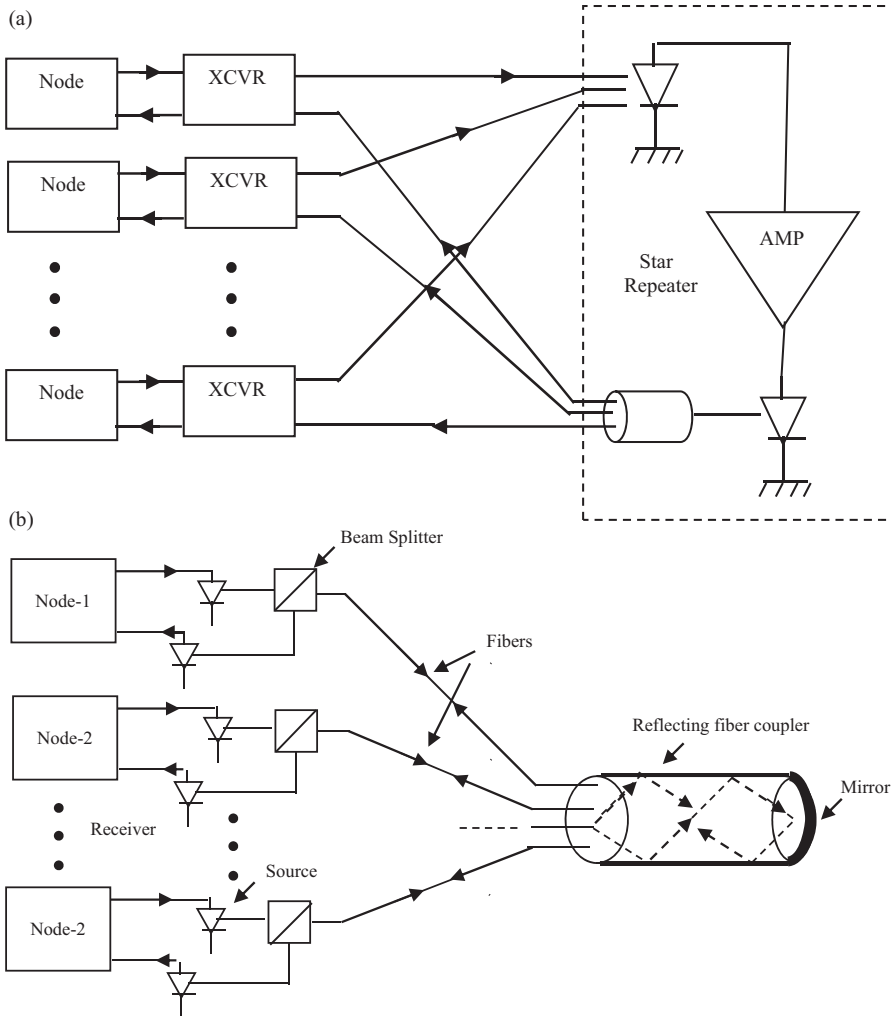 (a)
Node
XCVR
Node
XCVR
AMP
Star
Repeater
Node
XCVR
(b)
Beam Splitter
Node-1
Fibers
Node-2
Reflecting fiber coupler
Mirror
Receiver
Source
Node-2